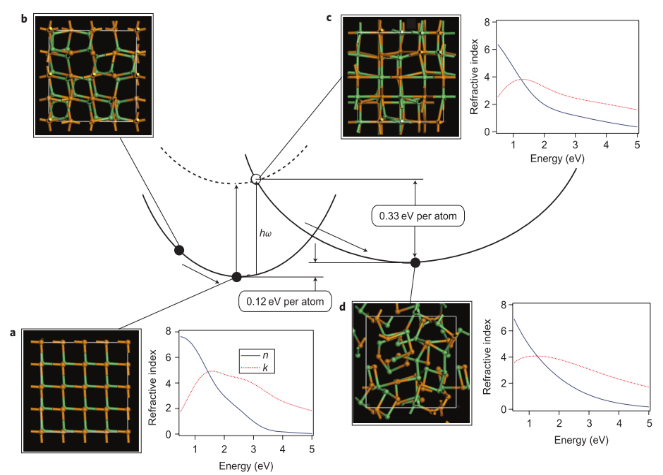 b
c
8
6
4
2
0
Refractive index
1 2 3 4 5
Energy (eV)
0.33 eV per atom
ħω
0.12 eV per atom
a
8
6
4
2
0
Refractive index
n
k
1 2 3 4 5
Energy (eV)
d
8
6
4
2
0
Refractive index
1 2 3 4 5
Energy (eV)